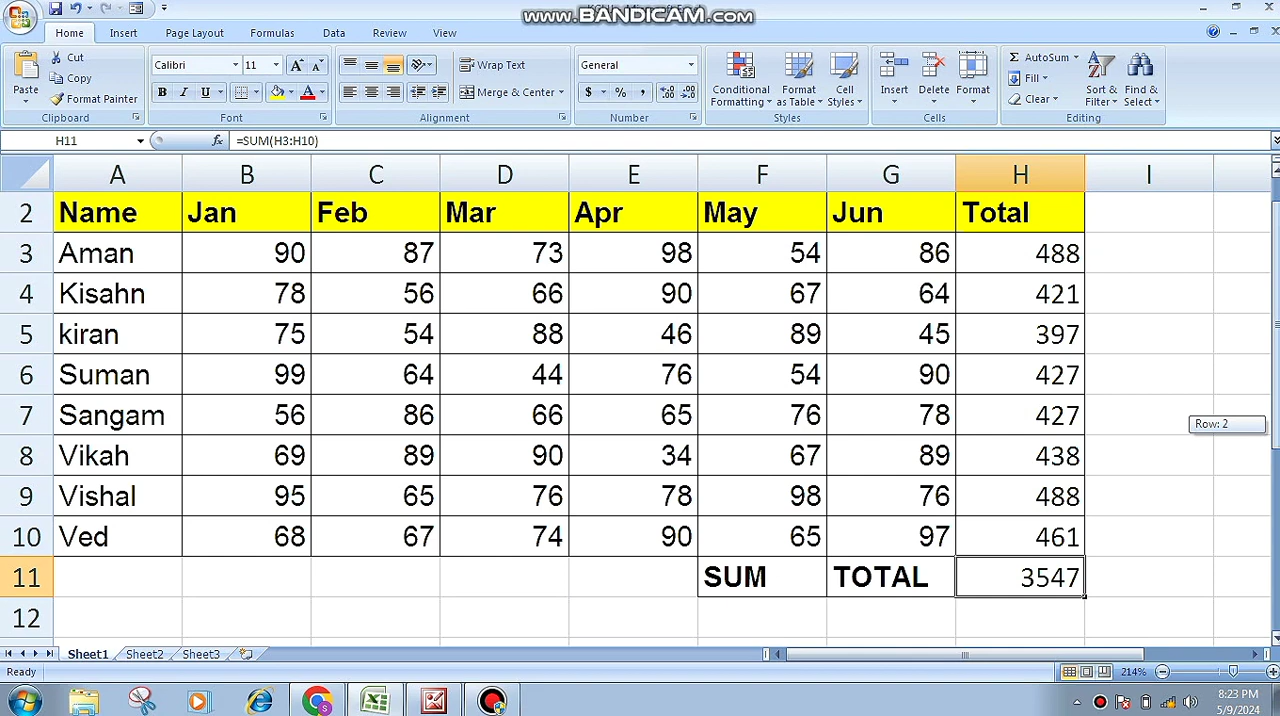 www.BANDICAM.com
Home Insert Page Layout Formulas Data Review View
Paste
Cut
Copy
Format Painter
Clipboard
Calibri 11
B I U
Font
Wrap Text
Merge & Center
Alignment
General
$ % ,
Number
Conditional Formatting
Format as Table
Cell Styles
Styles
Insert Delete Format
Cells
Σ AutoSum
Fill
Clear
Sort & Filter
Find & Select
Editing
H11 fx =SUM(H3:H10)
A B C D E F G H I
2 Name Jan Feb Mar Apr May Jun Total
3 Aman 90 87 73 98 54 86 488
4 Kisahn 78 56 66 90 67 64 421
5 kiran 75 54 88 46 89 45 397
6 Suman 99 64 44 76 54 90 427
7 Sangam 56 86 66 65 76 78 427
Row: 2
8 Vikah 69 89 90 34 67 89 438
9 Vishal 95 65 76 78 98 76 488
10 Ved 68 67 74 90 65 97 461
11 SUM TOTAL 3547
12
Sheet1 Sheet2 Sheet3
Ready 214%
8:23 PM
5/9/2024